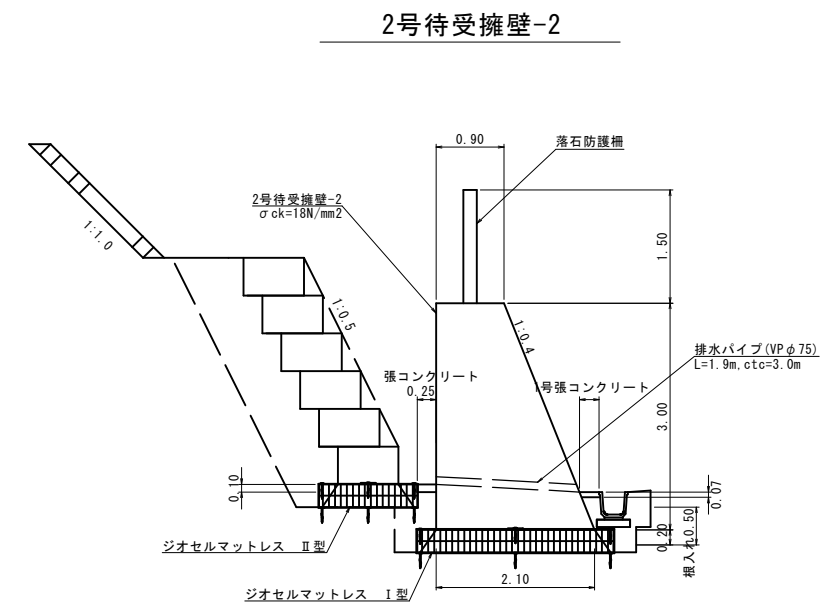 2号待受擁壁-2
0.90
落石防護柵
2号待受擁壁-2
σck=18N/mm2
1:1.0
1.50
1:0.5
1:0.4
排水パイプ(VPφ75)
L=1.9m,ctc=3.0m
張コンクリート
0.25
1号張コンクリート
3.00
0.10
0.07
0.20
根入れ0.50
ジオセルマットレス Ⅱ型
2.10
ジオセルマットレス Ⅰ型